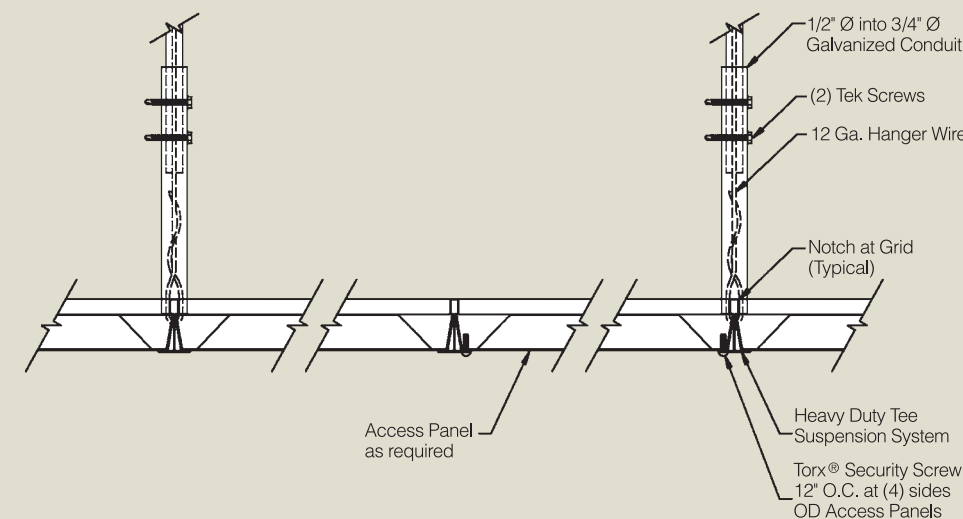 1/2" Ø into 3/4" Ø
Galvanized Conduit
(2) Tek Screws
12 Ga. Hanger Wire
Notch at Grid
(Typical)
Access Panel
as required
Heavy Duty Tee
Suspension System
Torx® Security Screw
12" O.C. at (4) sides
OD Access Panels